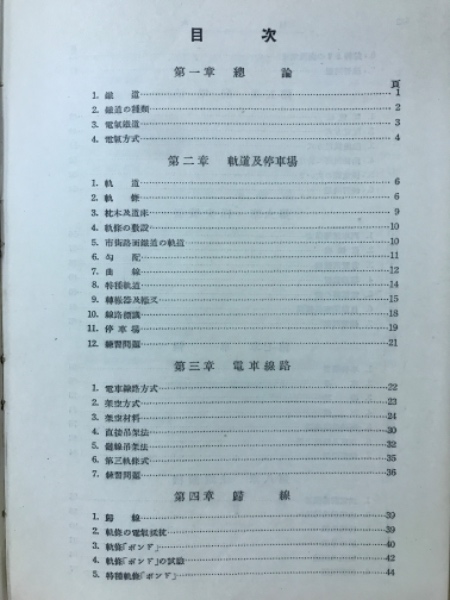 目次
第一章 總論
頁
1. 鐵道 1
2. 鐵道の種類 2
3. 電氣鐵道 3
4. 電氣方式 4
第二章 軌道及停車場
1. 軌道 6
2. 軌條 6
3. 枕木及道床 9
4. 軌條の敷設 10
5. 市街路面鐵道の軌道 10
6. 勾配 11
7. 曲線 12
8. 特種軌道 14
9. 轉轍器及轍叉 15
10. 線路標識 18
11. 停車場 19
12. 練習問題 21
第三章 電車線路
1. 電車線路方式 22
2. 架空方式 23
3. 架空材料 24
4. 直接吊架法 30
5. 鏈線吊架法 32
6. 第三軌條式 35
7. 練習問題 36
第四章 歸線
1. 歸線 39
2. 軌條の電氣抵抗 39
3. 軌條「ボンド」 40
4. 軌條「ボンド」の試驗 42
5. 特種軌條「ボンド」 44